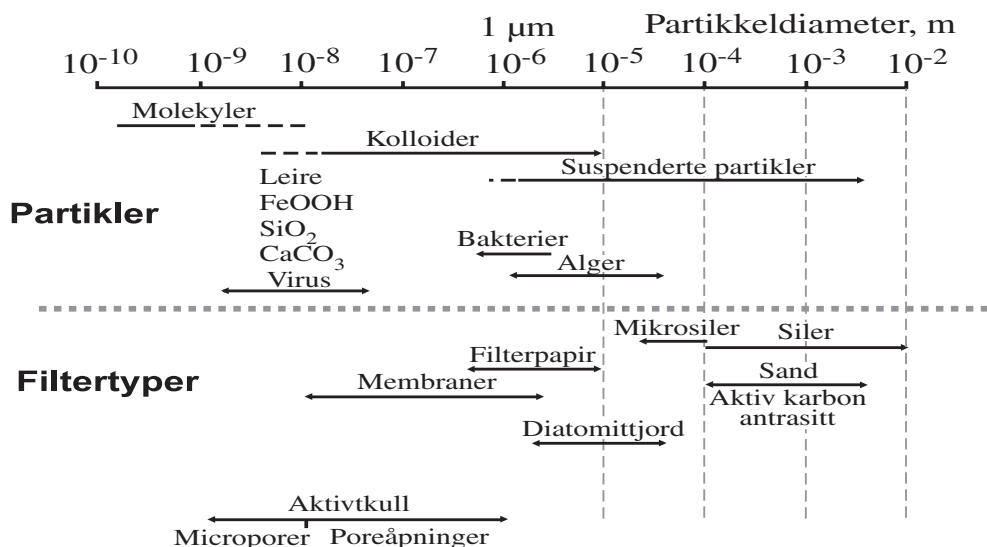 1 µm Partikkeldiameter, m
10⁻¹⁰ 10⁻⁹ 10⁻⁸ 10⁻⁷ 10⁻⁶ 10⁻⁵ 10⁻⁴ 10⁻³ 10⁻²
Molekyler
Kolloider
Suspenderte partikler
Leire
Partikler
FeOOH
SiO₂
Bakterier
CaCO₃
Alger
Virus
Mikrosiler
Siler
Filterpapir
Filtertyper
Membraner
Sand
Aktiv karbon
antrasitt
Diatomittjord
Aktivtkull
Microporer Poreåpninger